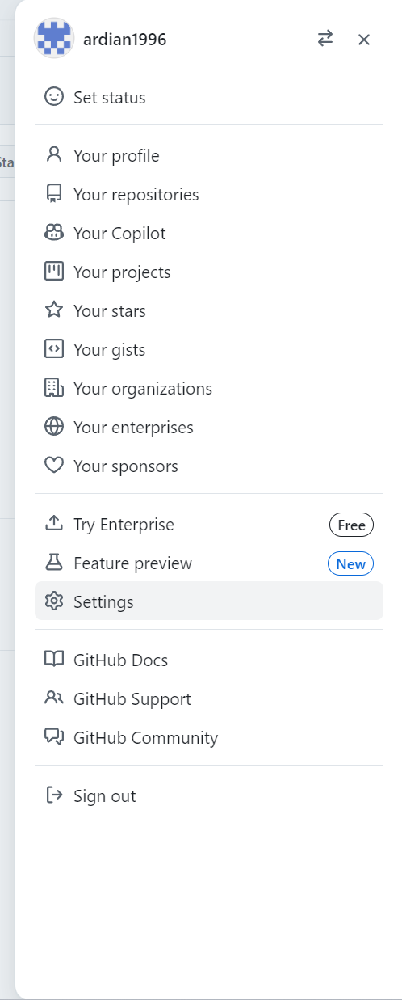 ardian1996
Set status
Your profile
Your repositories
Your Copilot
Your projects
Your stars
Your gists
Your organizations
Your enterprises
Your sponsors
Try Enterprise Free
Feature preview New
Settings
GitHub Docs
GitHub Support
GitHub Community
Sign out